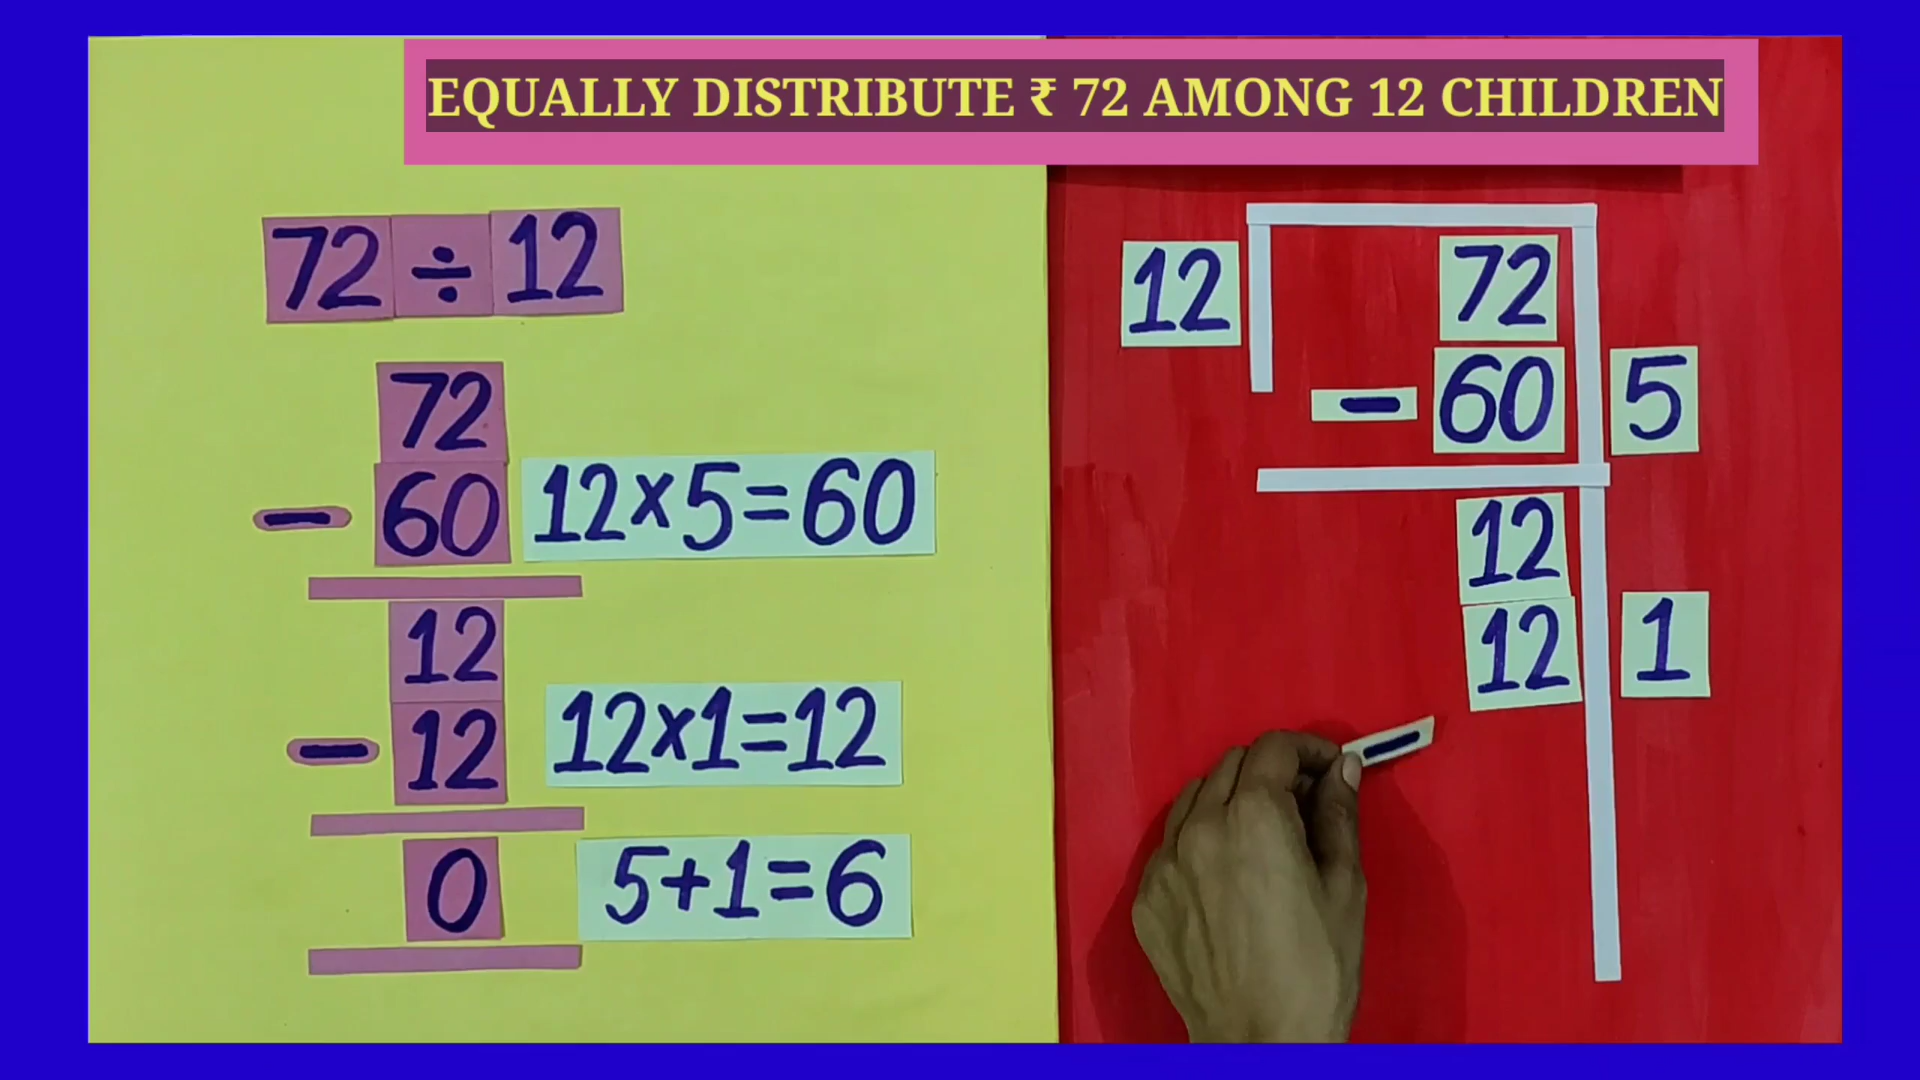 EQUALLY DISTRIBUTE ₹ 72 AMONG 12 CHILDREN
72 ÷ 12
72
− 60 12×5=60
12
− 12 12×1=12
0 5+1=6
12 72
− 60 5
12
12 1
−